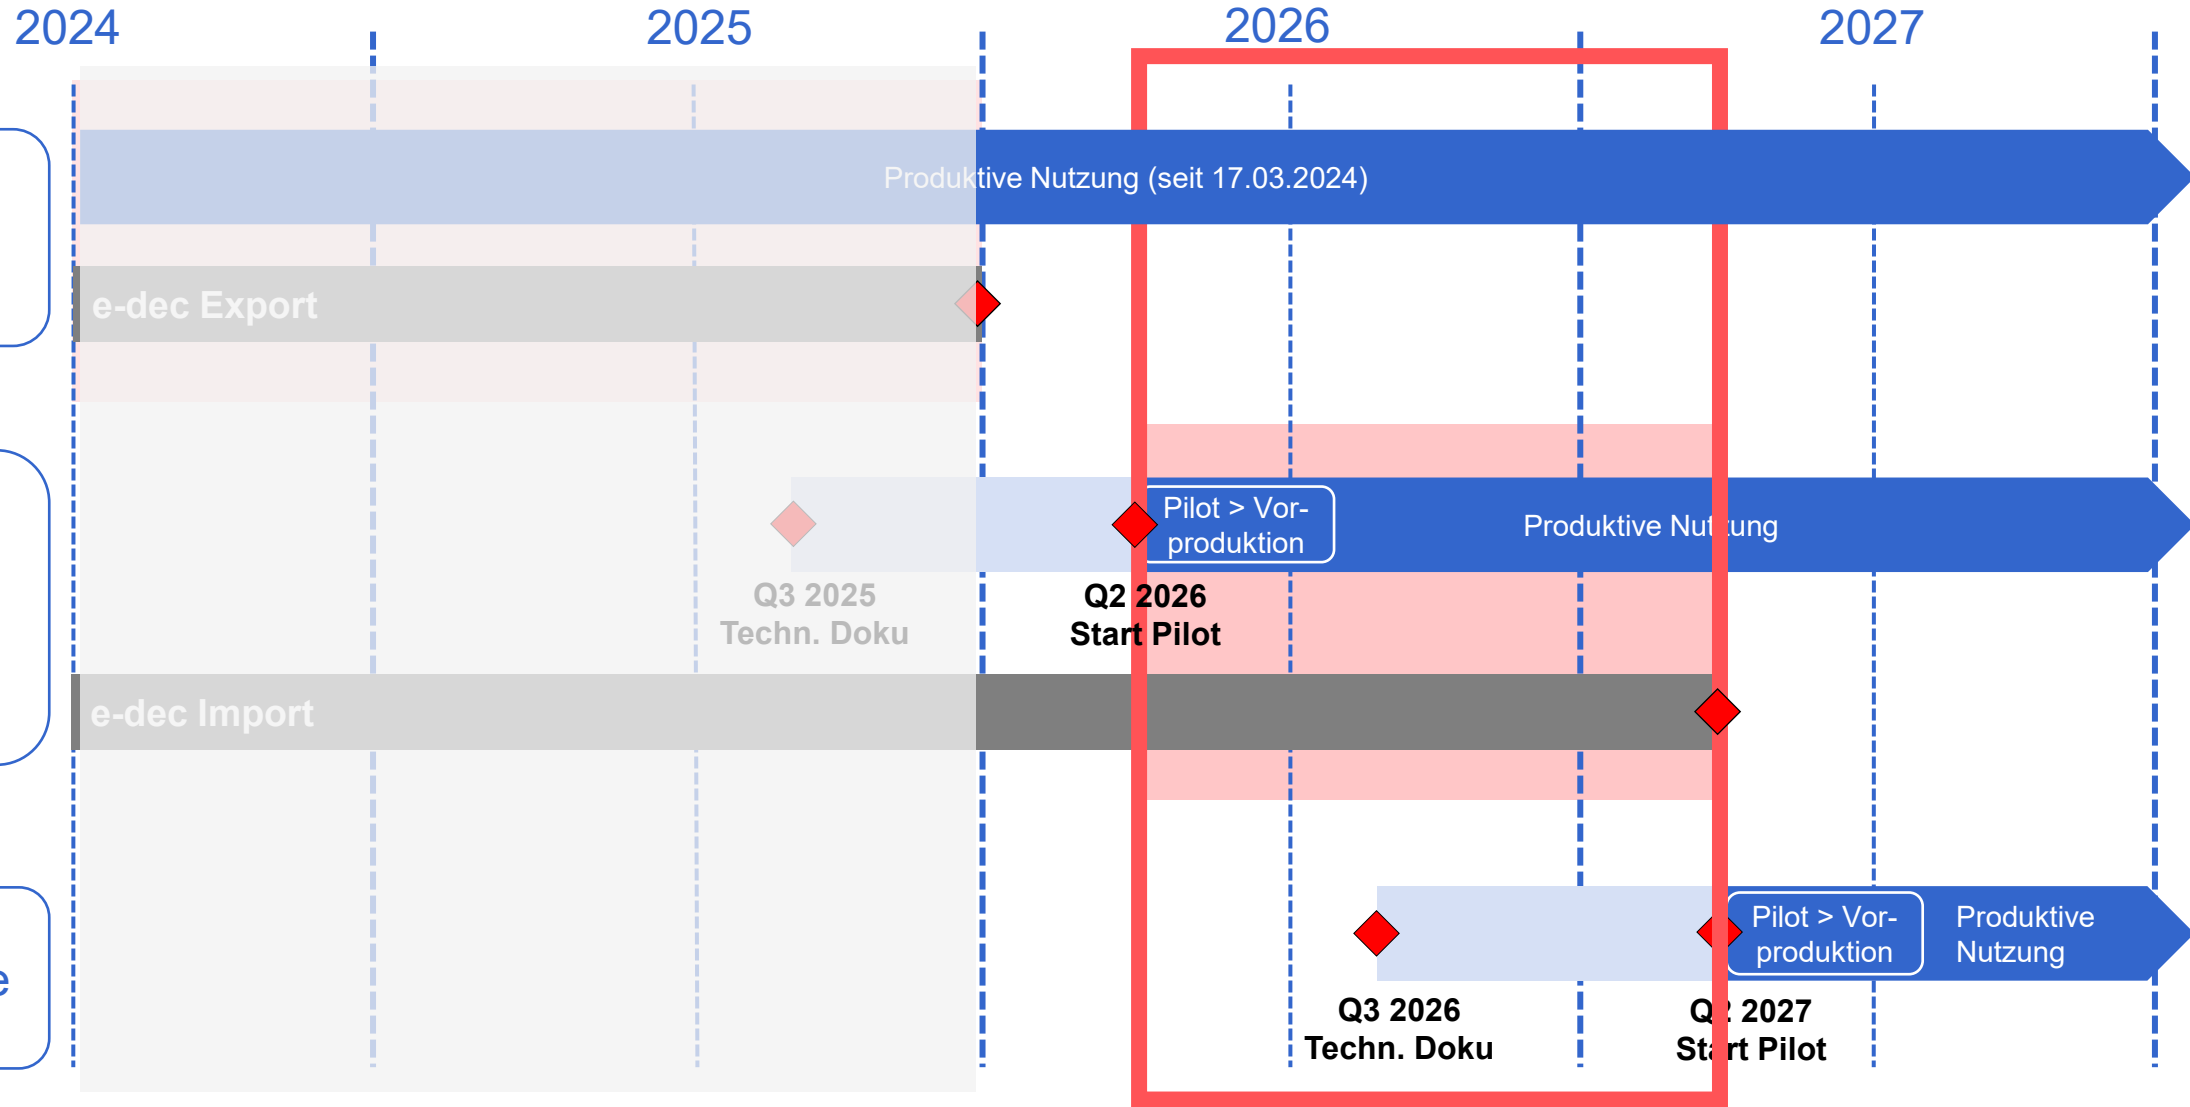 2024
2025
2026
2027
Produktive Nutzung (seit 17.03.2024)
e-dec Export
Pilot > Vor-
produktion
Produktive Nutzung
Q3 2025
Techn. Doku
Q2 2026
Start Pilot
e-dec Import
Pilot > Vor-
produktion
Produktive
Nutzung
e
Q3 2026
Techn. Doku
Q2 2027
Start Pilot